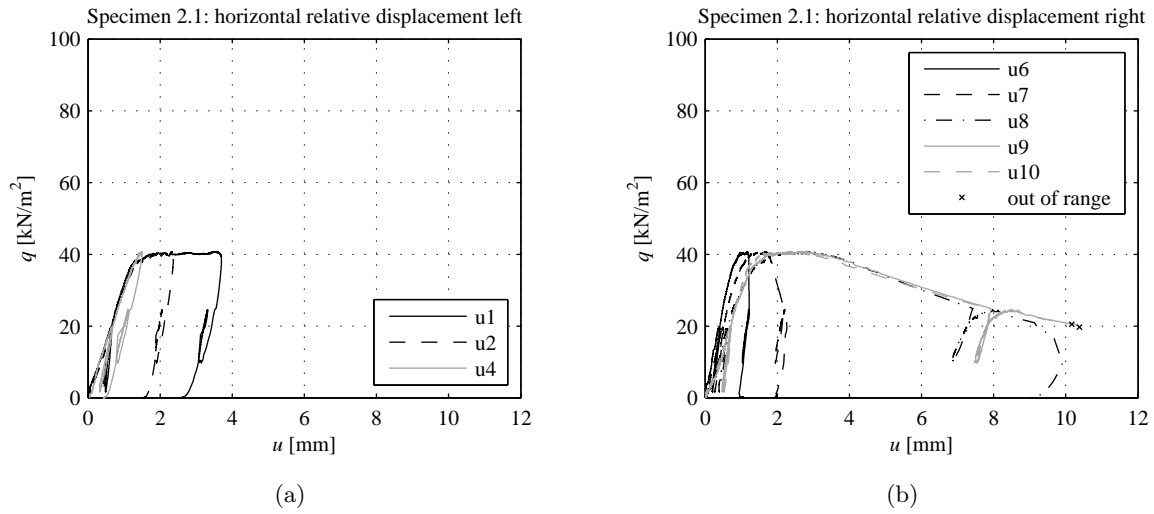 Specimen 2.1: horizontal relative displacement left
100
80
60
40
20
0
q [kN/m²]
0 2 4 6 8 10 12
u [mm]
u1
u2
u4
(a)
Specimen 2.1: horizontal relative displacement right
100
80
60
40
20
0
q [kN/m²]
0 2 4 6 8 10 12
u [mm]
u6
u7
u8
u9
u10
out of range
(b)